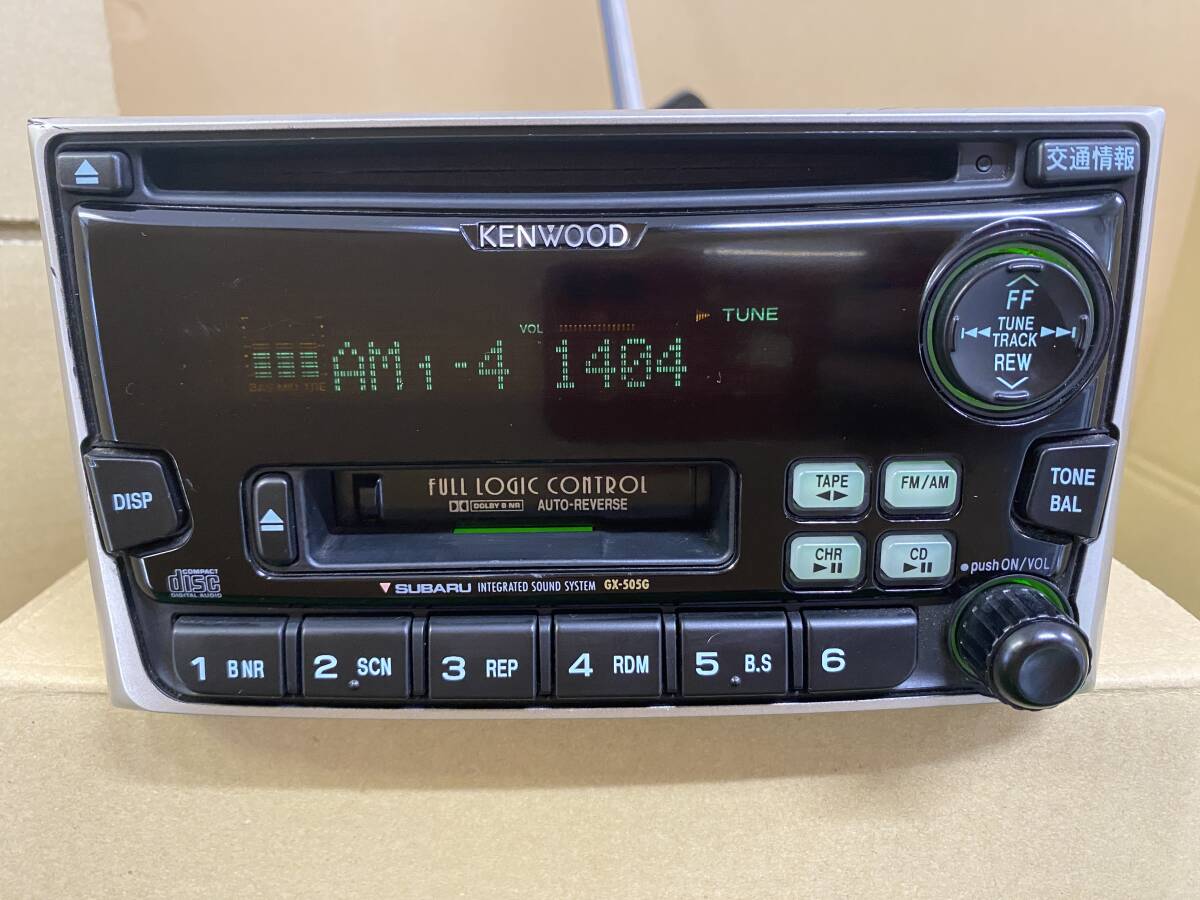 交通情報
KENWOOD
VOL
TUNE
AM1-4 1404
BAS MID TRE
FF
TUNE
TRACK
REW
DISP
FULL LOGIC CONTROL
DOLBY B NR AUTO-REVERSE
TAPE
FM/AM
TONE
BAL
CHR
CD
COMPACT
disc
DIGITAL AUDIO
SUBARU INTEGRATED SOUND SYSTEM GX-505G
push ON/VOL
1 B NR
2 SCN
3 REP
4 RDM
5 B.S
6